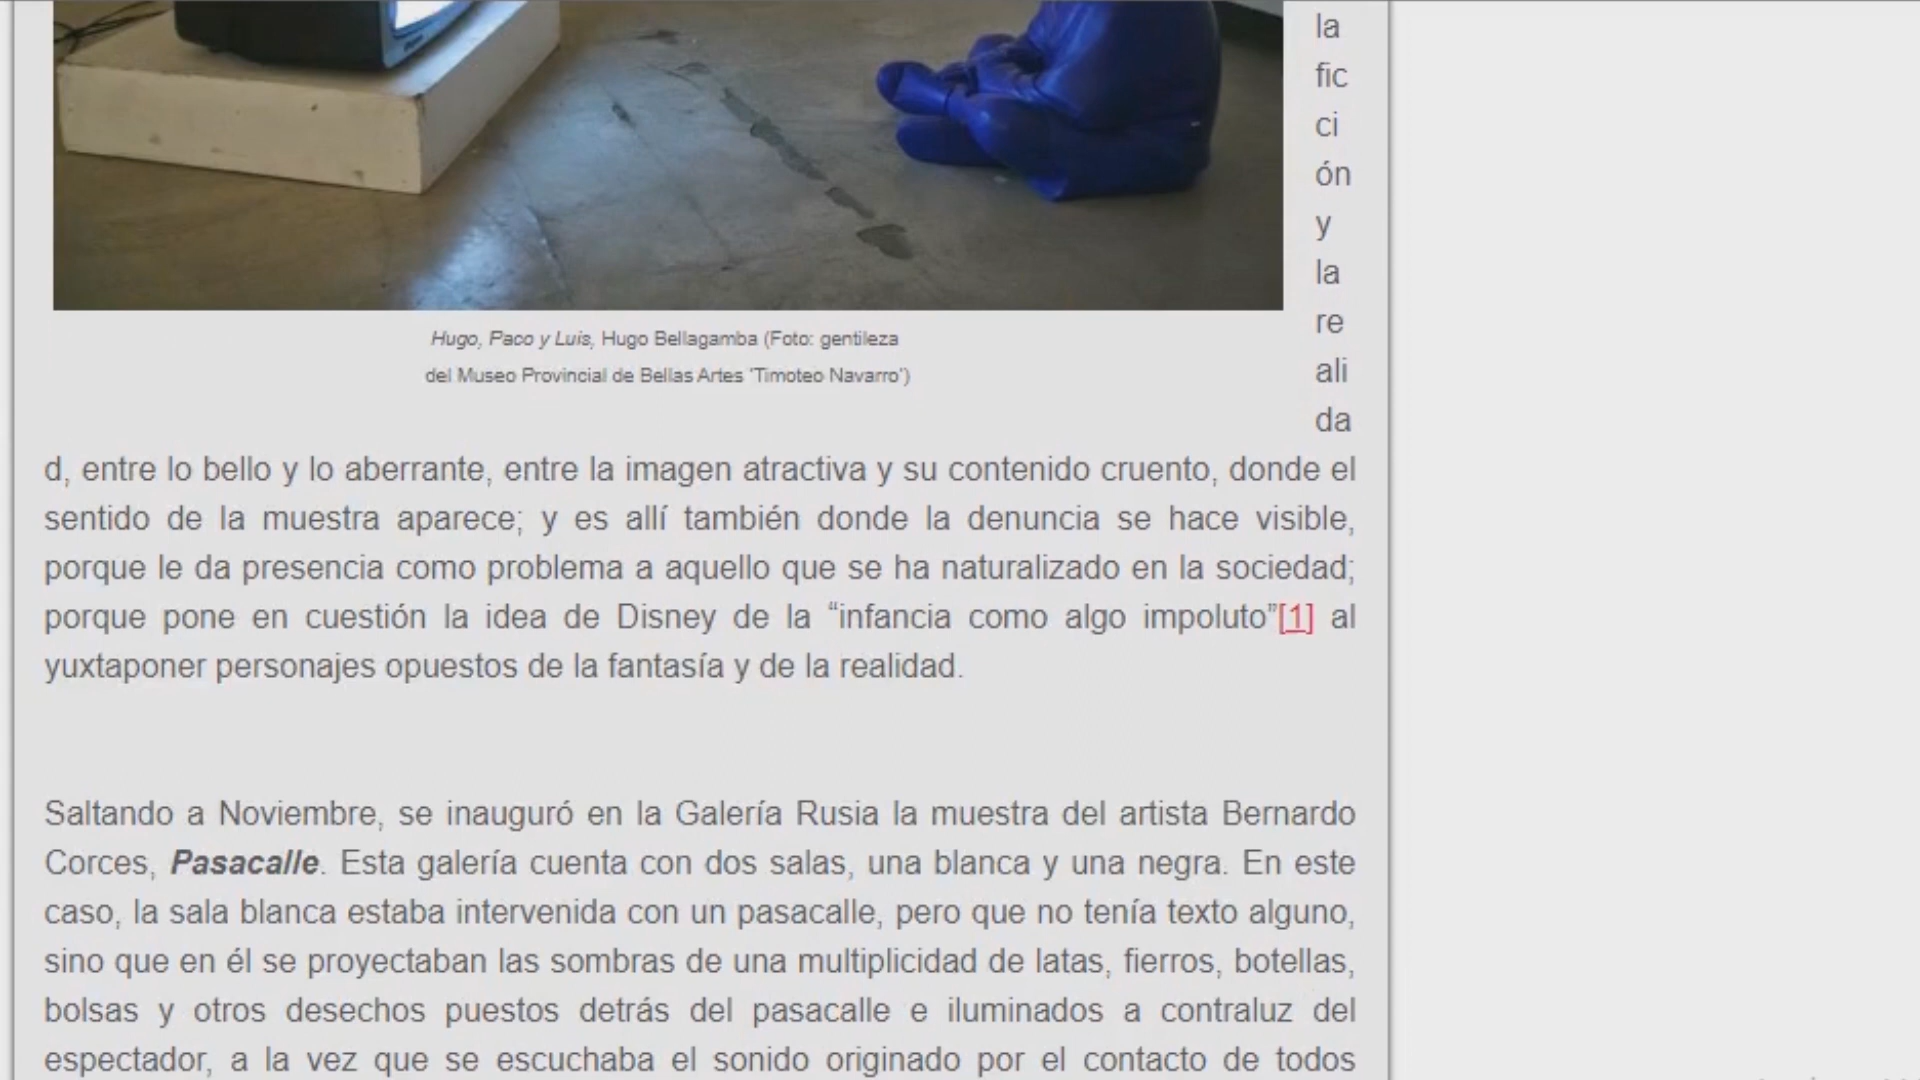 la
fic
ci
ón
y
la
re
ali
da
Hugo, Paco y Luis, Hugo Bellagamba (Foto: gentileza
del Museo Provincial de Bellas Artes 'Timoteo Navarro')
d, entre lo bello y lo aberrante, entre la imagen atractiva y su contenido cruento, donde el
sentido de la muestra aparece; y es allí también donde la denuncia se hace visible,
porque le da presencia como problema a aquello que se ha naturalizado en la sociedad;
porque pone en cuestión la idea de Disney de la “infancia como algo impoluto”[1] al
yuxtaponer personajes opuestos de la fantasía y de la realidad.
Saltando a Noviembre, se inauguró en la Galería Rusia la muestra del artista Bernardo
Corces, Pasacalle. Esta galería cuenta con dos salas, una blanca y una negra. En este
caso, la sala blanca estaba intervenida con un pasacalle, pero que no tenía texto alguno,
sino que en él se proyectaban las sombras de una multiplicidad de latas, fierros, botellas,
bolsas y otros desechos puestos detrás del pasacalle e iluminados a contraluz del
espectador, a la vez que se escuchaba el sonido originado por el contacto de todos